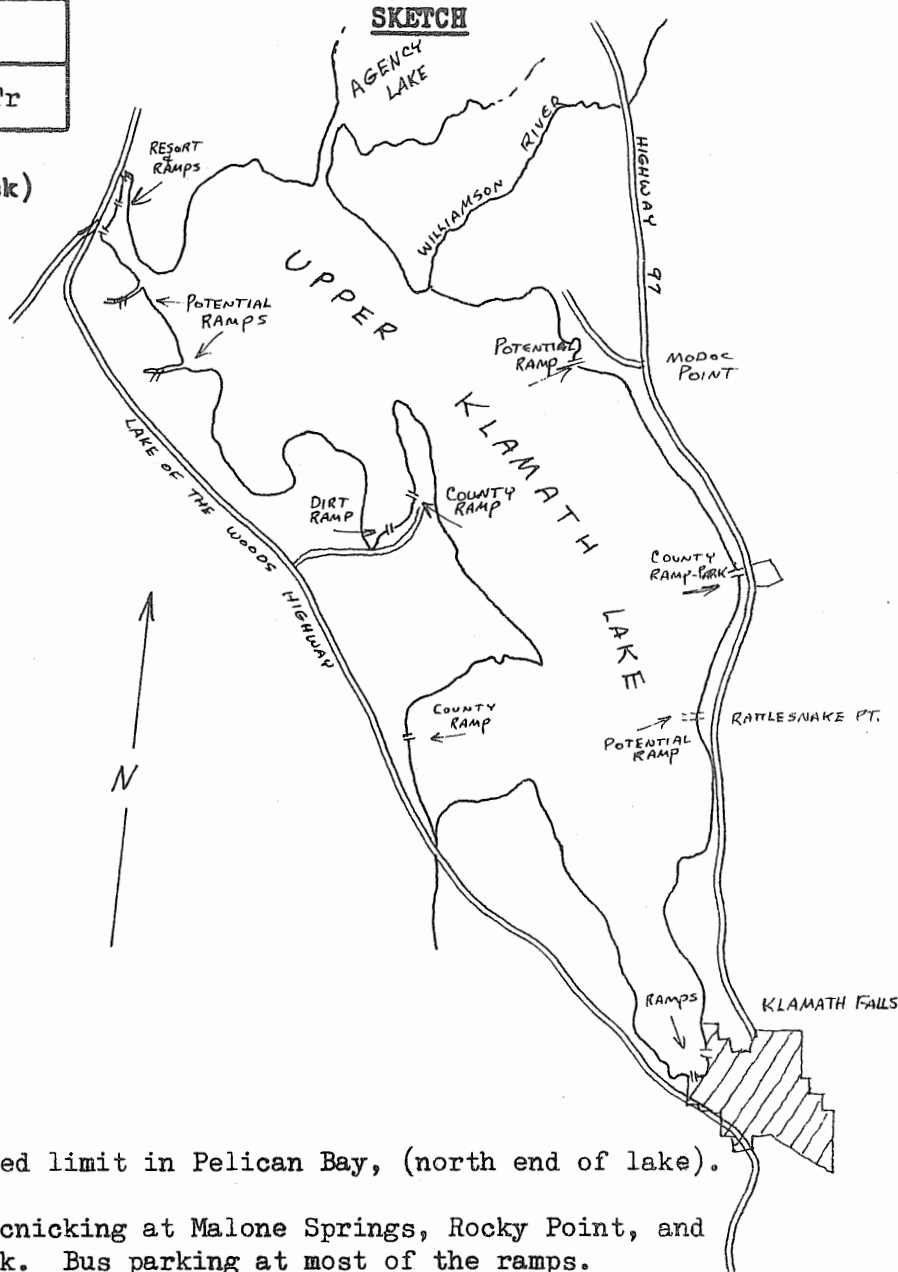 SKETCH
Tr
k)
AGENCY
LAKE
RESORT
&
RAMPS
WILLIAMSON RIVER
HIGHWAY 97
UPPER KLAMATH LAKE
POTENTIAL
RAMPS
POTENTIAL
RAMP
MODOC
POINT
LAKE OF THE WOODS HIGHWAY
DIRT
RAMP
COUNTY
RAMP
COUNTY
RAMP-PARK
N
COUNTY
RAMP
POTENTIAL
RAMP
RATTLESNAKE PT.
RAMPS
KLAMATH FALLS
ed limit in Pelican Bay, (north end of lake).
cnicking at Malone Springs, Rocky Point, and
k. Bus parking at most of the ramps.